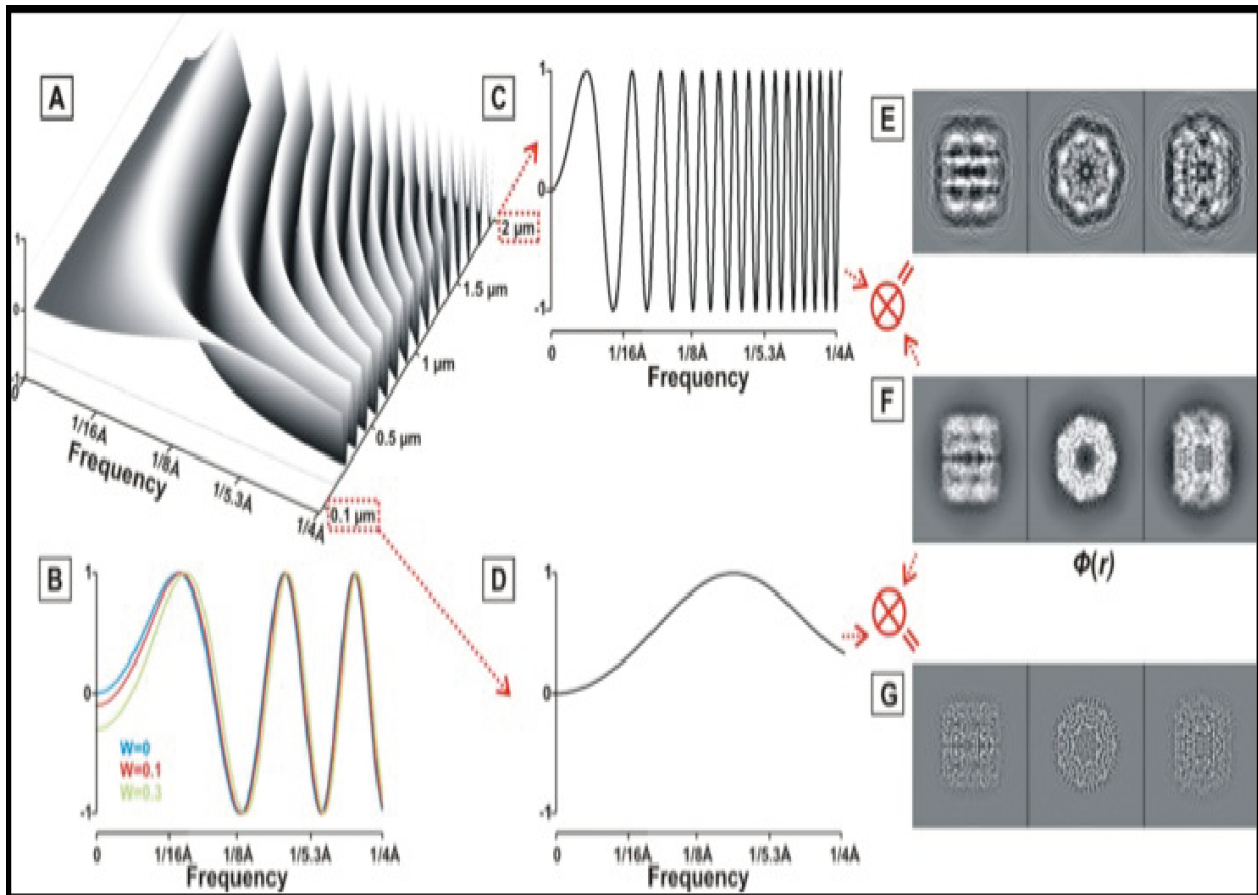 A
1
0
-1
0
1/16Å
1/8Å
1/5.3Å
1/4Å
Frequency
0.1 µm
0.5 µm
1 µm
1.5 µm
2 µm
C
1
0
-1
0
1/16Å
1/8Å
1/5.3Å
1/4Å
Frequency
E
F
Φ(r)
B
1
0
-1
W=0
W=0.1
W=0.3
0
1/16Å
1/8Å
1/5.3Å
1/4Å
Frequency
D
1
0
-1
0
1/16Å
1/8Å
1/5.3Å
1/4Å
Frequency
G